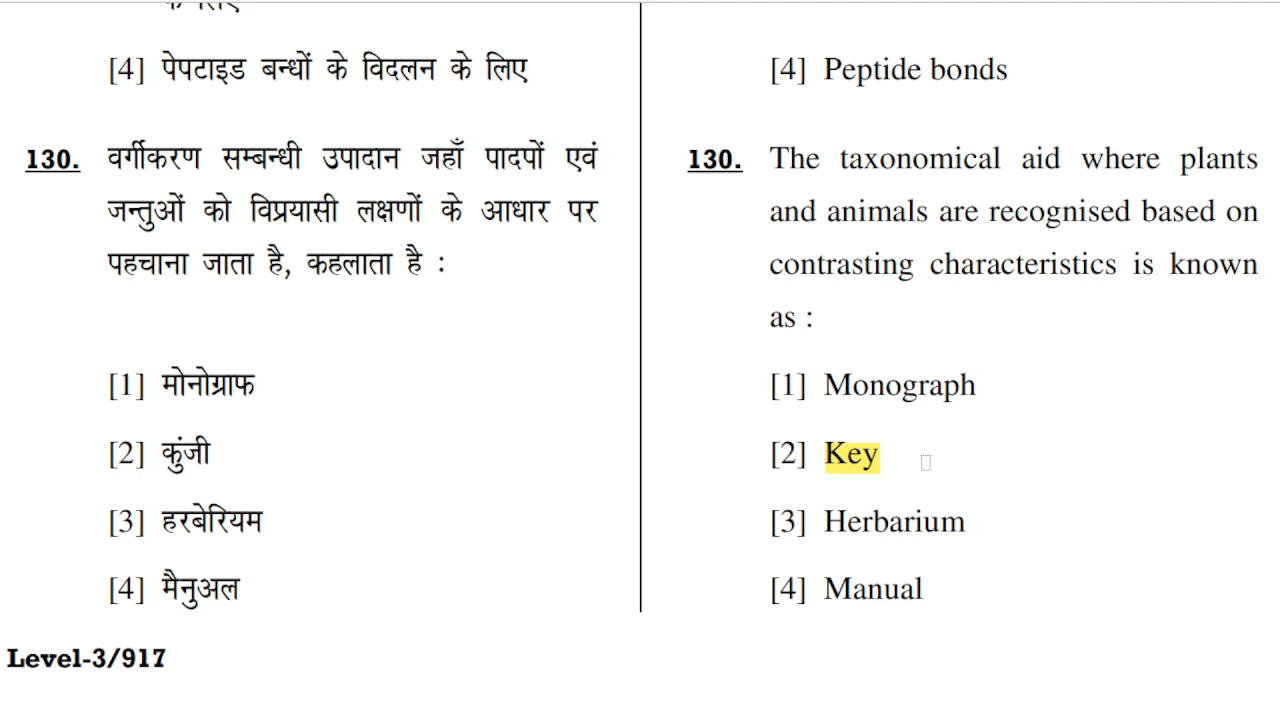 [4] पेपटाइड बन्धों के विदलन के लिए
130. वर्गीकरण सम्बन्धी उपादान जहाँ पादपों एवं
जन्तुओं को विप्रयासी लक्षणों के आधार पर
पहचाना जाता है, कहलाता है :
[1] मोनोग्राफ
[2] कुंजी
[3] हरबेरियम
[4] मैनुअल
Level-3/917
[4] Peptide bonds
130. The taxonomical aid where plants
and animals are recognised based on
contrasting characteristics is known
as :
[1] Monograph
[2] Key
[3] Herbarium
[4] Manual